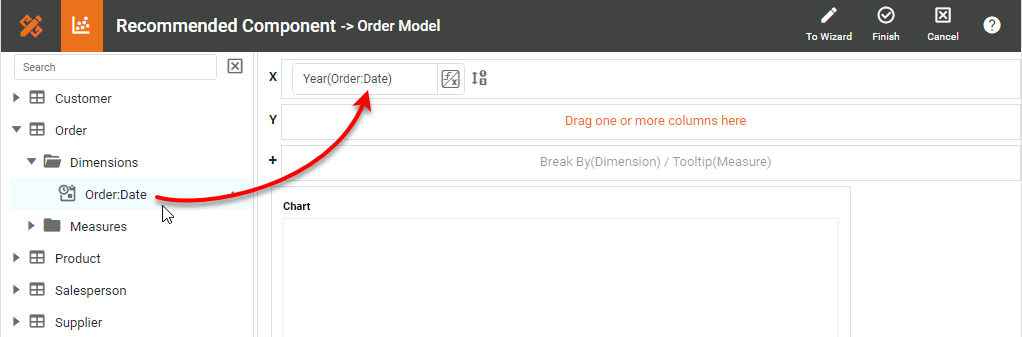 Recommended Component -> Order Model
To Wizard
Finish
Cancel
?
Search
X
Year(Order:Date)
f/x
Customer
Order
Y
Drag one or more columns here
Dimensions
+
Break By(Dimension) / Tooltip(Measure)
Order:Date
Chart
Measures
Product
Salesperson
Supplier